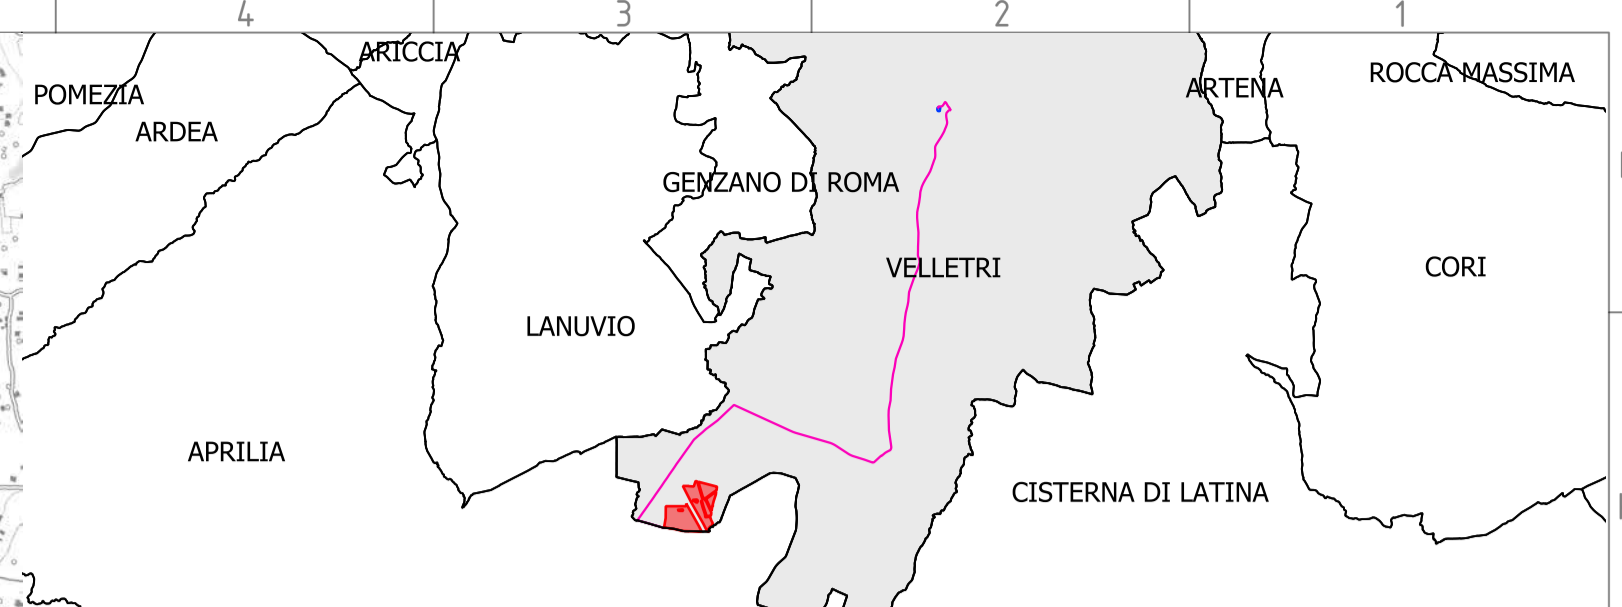 4 3 2 1
ARICCIA
POMEZIA
ROCCA MASSIMA
ARTENA
ARDEA
GENZANO DI ROMA
VELLETRI
CORI
LANUVIO
APRILIA
CISTERNA DI LATINA